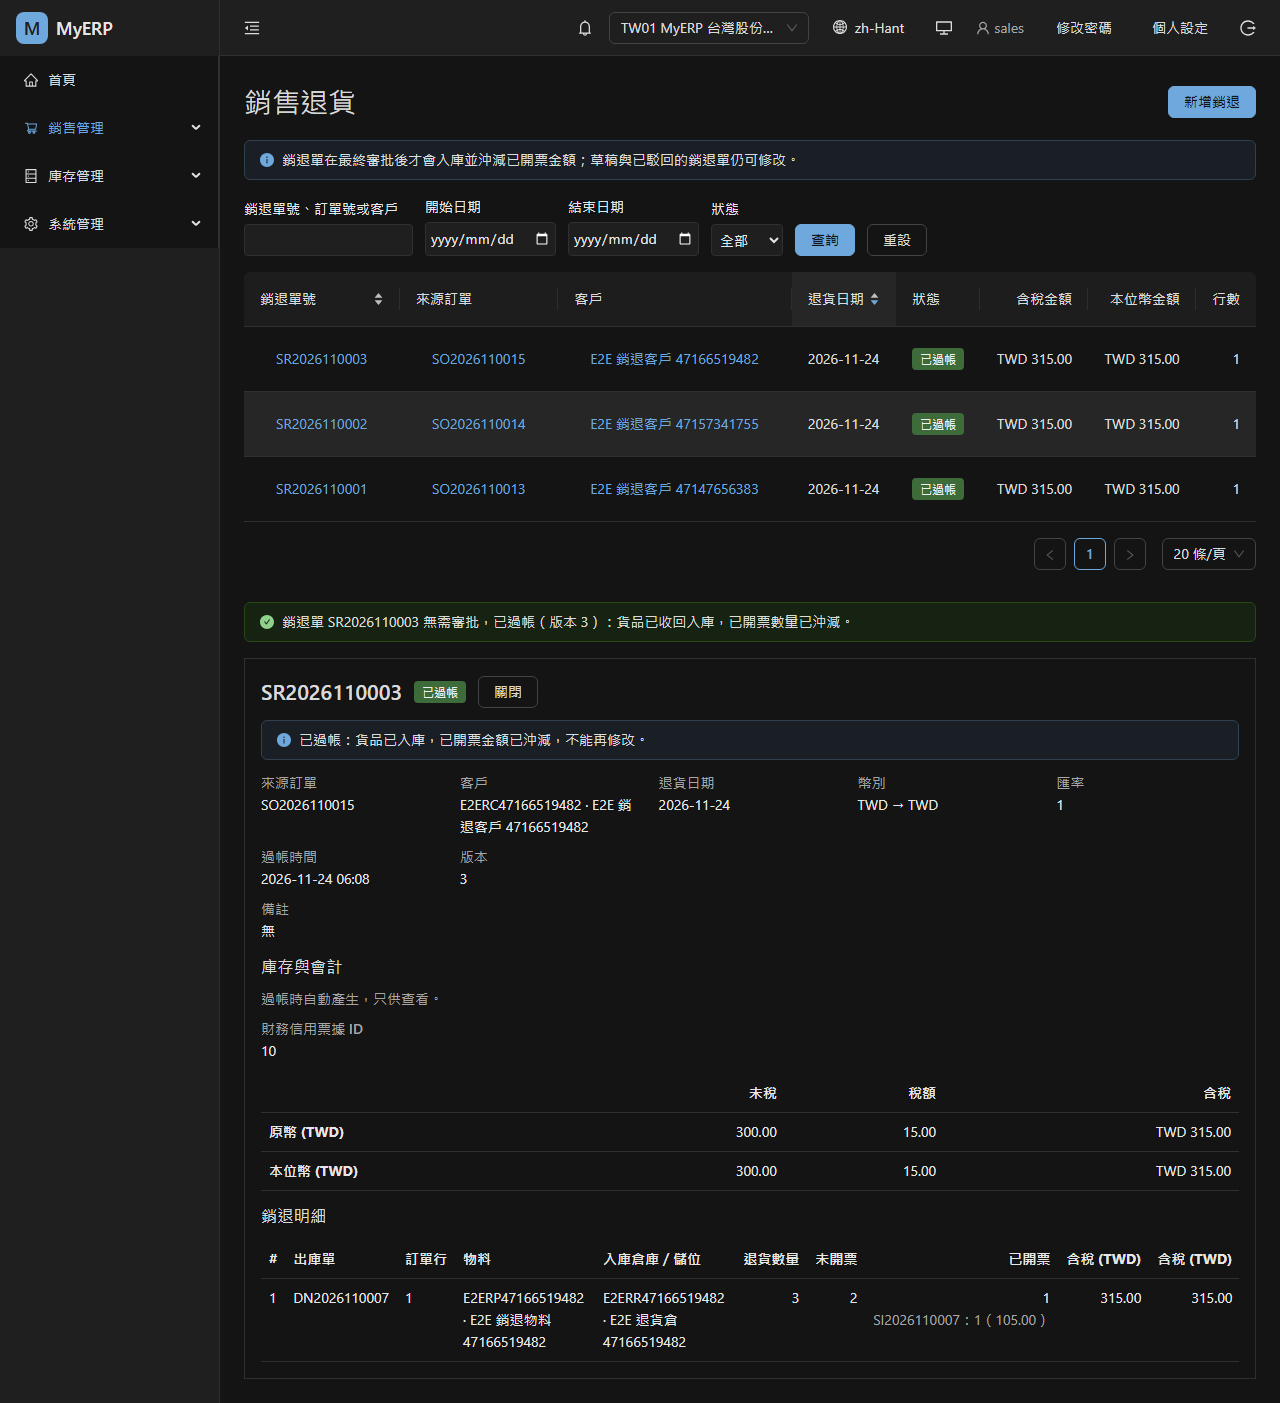 M MyERP
TW01 MyERP 台灣股份...
zh-Hant
sales
修改密碼
個人設定
首頁
銷售管理
庫存管理
系統管理
銷售退貨
新增銷退
銷退單在最終審批後才會入庫並沖減已開票金額；草稿與已駁回的銷退單仍可修改。
銷退單號、訂單號或客戶 開始日期 結束日期 狀態
yyyy/mm/dd yyyy/mm/dd 全部 查詢 重設
銷退單號 來源訂單 客戶 退貨日期 狀態 含稅金額 本位幣金額 行數
SR2026110003 SO2026110015 E2E 銷退客戶 47166519482 2026-11-24 已過帳 TWD 315.00 TWD 315.00 1
SR2026110002 SO2026110014 E2E 銷退客戶 47157341755 2026-11-24 已過帳 TWD 315.00 TWD 315.00 1
SR2026110001 SO2026110013 E2E 銷退客戶 47147656383 2026-11-24 已過帳 TWD 315.00 TWD 315.00 1
1 20 條/頁
銷退單 SR2026110003 無需審批，已過帳（版本 3）：貨品已收回入庫，已開票數量已沖減。
SR2026110003 已過帳 關閉
已過帳：貨品已入庫，已開票金額已沖減，不能再修改。
來源訂單 客戶 退貨日期 幣別 匯率
SO2026110015 E2ERC47166519482 · E2E 銷 2026-11-24 TWD → TWD 1
退客戶 47166519482
過帳時間 版本
2026-11-24 06:08 3
備註
無
庫存與會計
過帳時自動產生，只供查看。
財務信用票據 ID
10
未稅 稅額 含稅
原幣 (TWD) 300.00 15.00 TWD 315.00
本位幣 (TWD) 300.00 15.00 TWD 315.00
銷退明細
# 出庫單 訂單行 物料 入庫倉庫 / 儲位 退貨數量 未開票 已開票 含稅 (TWD) 含稅 (TWD)
1 DN2026110007 1 E2ERP47166519482 E2ERR47166519482 3 2 1 315.00 315.00
· E2E 銷退物料 · E2E 退貨倉 SI2026110007：1（105.00）
47166519482 47166519482